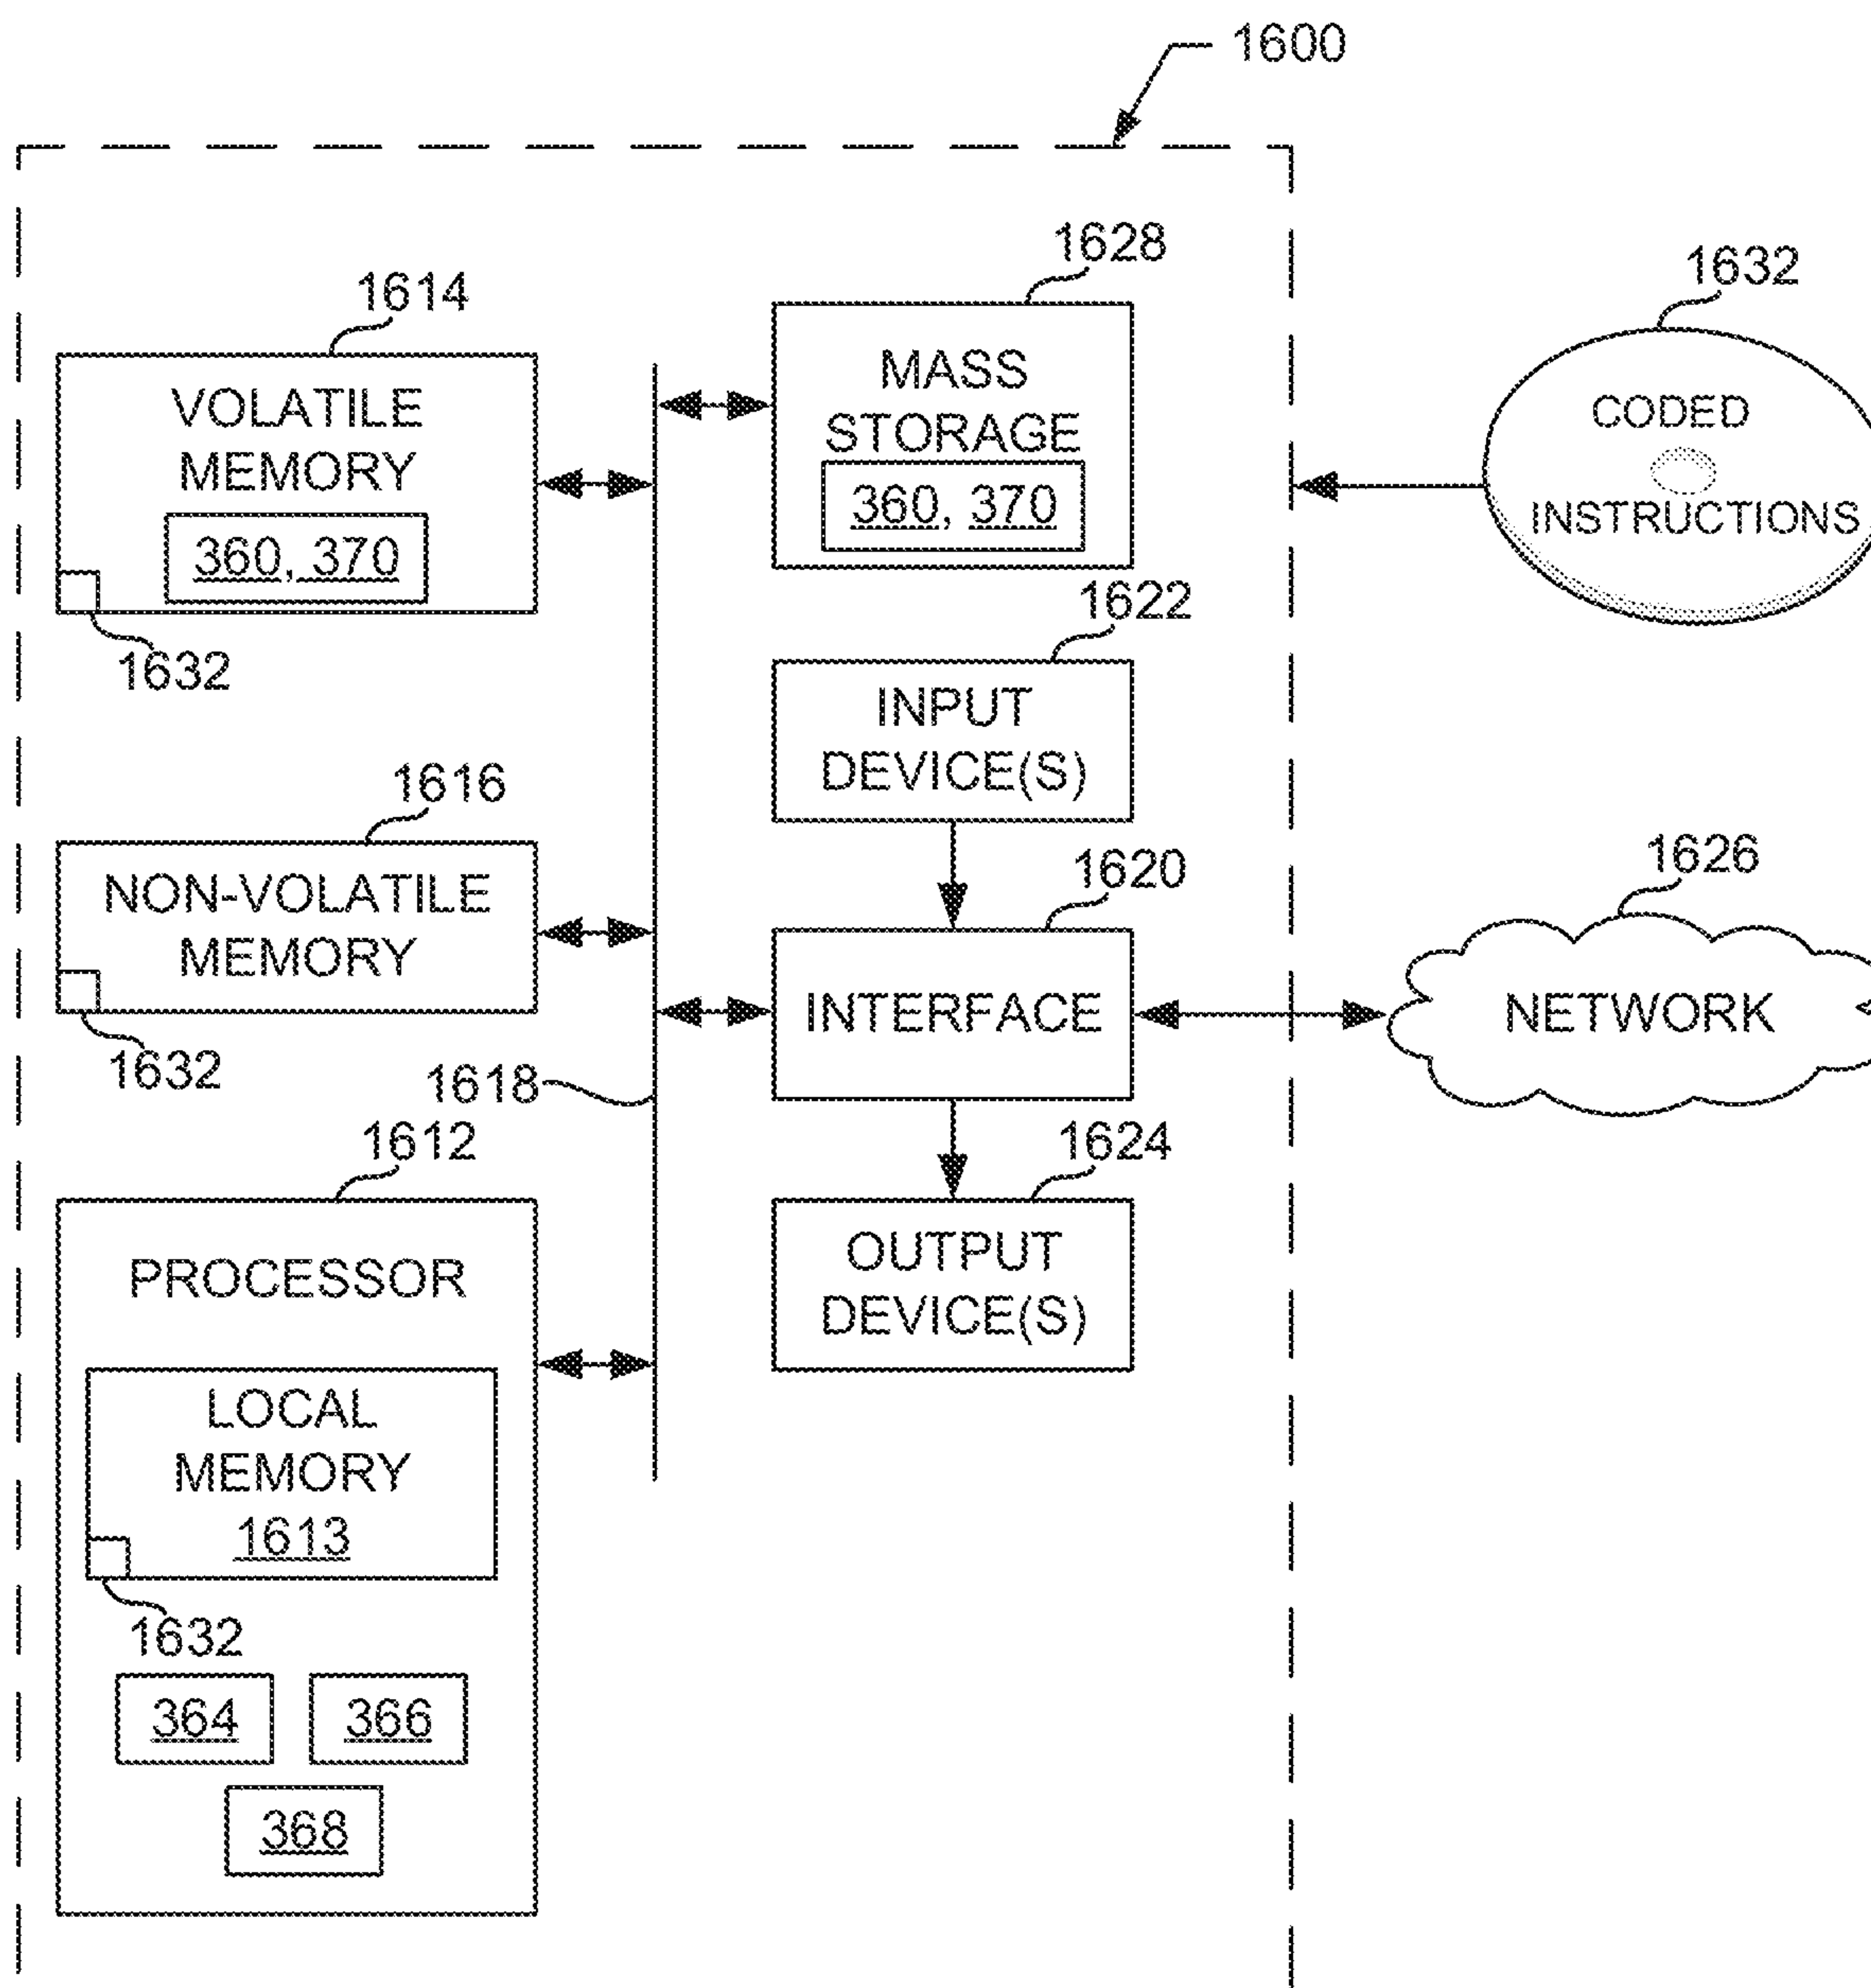 1600
1614
VOLATILE
MEMORY
360, 370
1632
1616
NON-VOLATILE
MEMORY
1632
1618
1612
PROCESSOR
LOCAL
MEMORY
1613
1632
364
366
368
1628
MASS
STORAGE
360, 370
1622
INPUT
DEVICE(S)
1620
INTERFACE
1624
OUTPUT
DEVICE(S)
1632
CODED
INSTRUCTIONS
1626
NETWORK